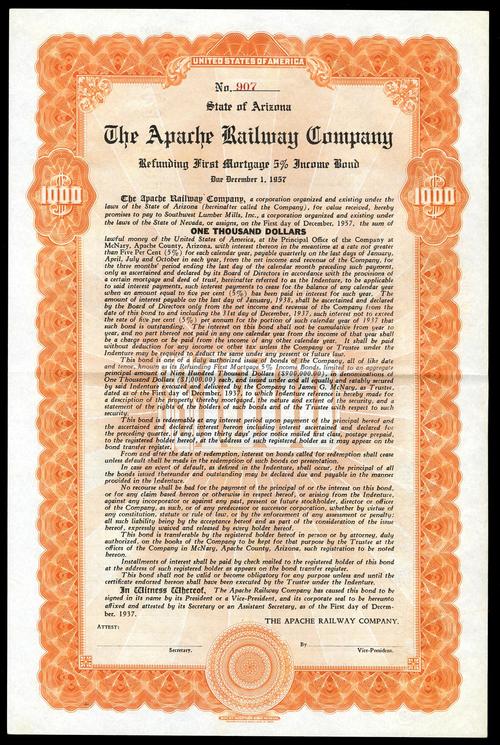 UNITED STATES OF AMERICA
No. 907
State of Arizona
The Apache Railway Company
Refunding First Mortgage 5% Income Bond
Due December 1, 1957
1000
1000
The Apache Railway Company, a corporation organized and existing under the
laws of the State of Arizona (hereinafter called the Company), for value received, hereby
promises to pay to Southwest Lumber Mills, Inc., a corporation organized and existing under
the laws of the State of Nevada, or assigns, on the First day of December, 1957, the sum of
ONE THOUSAND DOLLARS
lawful money of the United States of America, at the Principal Office of the Company at
McNary, Apache County, Arizona, with interest thereon in the meantime at a rate not greater
than Five Per Cent (5%) for each calendar year, payable quarterly on the last days of January,
April, July and October in each year, from the net income and revenue of the Company, for
the three months' period ending the last day of the calendar month preceding such payment,
only as ascertained and declared by its Board of Directors in accordance with the provisions of
a certain mortgage and deed of trust, hereinafter referred to as the Indenture, to be applicable
to said interest payments, such interest payments to cease for the balance of any calendar year
when an amount equal to five per cent (5%) has been paid in interest for such year. The
amount of interest payable on the last day of January, 1938, shall be ascertained and declared
by the Board of Directors only from the net income and revenue of the Company from the
date of this bond to and including the 31st day of December, 1937, such interest not to exceed
the rate of five per cent (5%) per annum for the portion of such calendar year of 1937 that
such bond is outstanding. The interest on this bond shall not be cumulative from year to
year, and no part thereof not paid in any one calendar year from the income of that year shall
be a charge upon or be paid from the income of any other calendar year. It shall be paid
without deduction for any income or other tax unless the Company or Trustee under the
Indenture may be required to deduct the same under any present or future law.
This bond is one of a duly authorized issue of bonds of the Company, all of like date
and tenor, known as its Refunding First Mortgage 5% Income Bonds, limited to an aggregate
principal amount of Nine Hundred Thousand Dollars ($900,000.00), in denominations of
One Thousand Dollars ($1,000.00) each, and issued under and all equally and ratably secured
by said Indenture executed and delivered by the Company to James G. McNary, as Trustee,
dated as of the First day of December, 1937, to which Indenture reference is hereby made for
a description of the property thereby mortgaged, the nature and extent of the security, and a
statement of the rights of the holders of said bonds and of the Company with respect to such
security.
This bond is redeemable at any interest period upon payment of the principal hereof and
the ascertained and declared interest hereon including interest ascertained and declared for
the preceding quarter, if any, upon thirty days' prior notice mailed first class, postage prepaid,
to the registered holder hereof, at the address of such registered holder as it may appear on the
bond transfer register.
From and after the date of redemption, interest on bonds called for redemption shall cease
unless default shall be made in the redemption of such bonds on presentation.
In case an event of default, as defined in the Indenture, shall occur, the principal of all
the bonds issued thereunder and outstanding may be declared due and payable in the manner
provided in the Indenture.
No recourse shall be had for the payment of the principal of or the interest on this bond,
or for any claim based hereon or otherwise in respect hereof, or arising from the Indenture,
against any incorporator or against any past, present or future stockholder, director or officer
of the Company, as such, or of any predecessor or successor corporation, whether by virtue of
any constitution, statute or rule of law, or by the enforcement of any assessment or penalty;
all such liability being by the acceptance hereof and as part of the consideration of the issue
hereof, expressly waived and released by every holder hereof.
This bond is transferable by the registered holder hereof in person or by attorney, duly
authorized, on the books of the Company to be kept for that purpose by the Trustee at the
offices of the Company in McNary, Apache County, Arizona, such registration to be noted
hereon.
Installments of interest shall be paid by check mailed to the registered holder of this bond
at the address of such registered holder as appears on the bond transfer register.
This bond shall not be valid or become obligatory for any purpose unless and until the
certificate endorsed hereon shall have been executed by the Trustee under the Indenture.
In Witness Whereof, The Apache Railway Company has caused this bond to be
signed in its name by its President or a Vice-President, and its corporate seal to be hereunto
affixed and attested by its Secretary or an Assistant Secretary, as of the First day of Decem-
ber, 1937.
THE APACHE RAILWAY COMPANY.
ATTEST:
Secretary.
By
Vice-President.